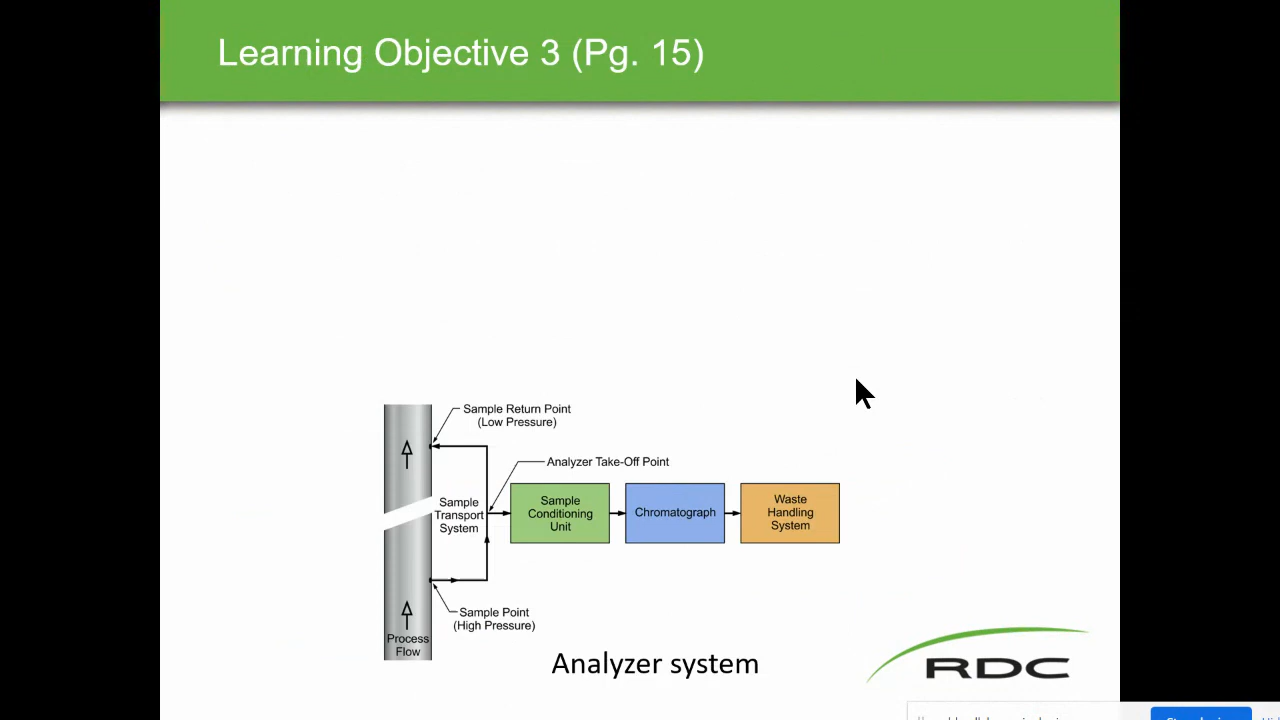 Learning Objective 3 (Pg. 15)
Sample Return Point
(Low Pressure)
Analyzer Take-Off Point
Sample
Transport
System
Sample
Conditioning
Unit
Chromatograph
Waste
Handling
System
Sample Point
(High Pressure)
Process
Flow
Analyzer system
RDC